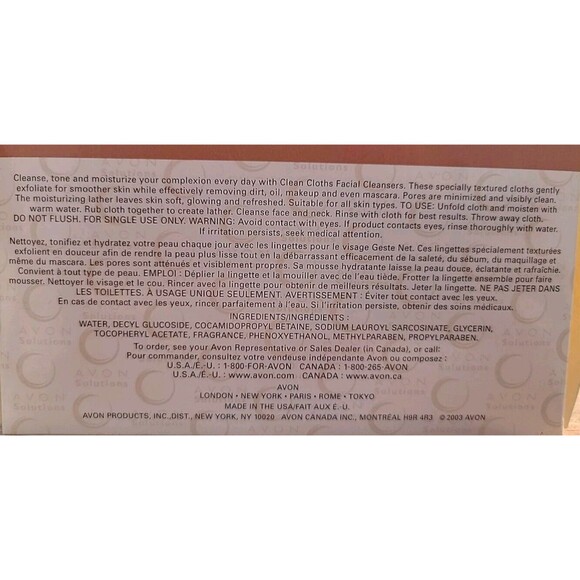 Cleanse, tone and moisturize your complexion every day with Clean Cloths Facial Cleansers. These specially textured cloths gently
exfoliate for smoother skin while effectively removing dirt, oil, makeup and even mascara. Pores are minimized and visibly clean.
The moisturizing lather leaves skin soft, glowing and refreshed. Suitable for all skin types. TO USE: Unfold cloth and moisten with
warm water. Rub cloth together to create lather. Cleanse face and neck. Rinse with cloth for best results. Throw away cloth.
DO NOT FLUSH. FOR SINGLE USE ONLY. WARNING: Avoid contact with eyes. If product contacts eyes, rinse thoroughly with water.
If irritation persists, seek medical attention.
Nettoyez, tonifiez et hydratez votre peau chaque jour avec les lingettes pour le visage Geste Net. Ces lingettes spécialement texturées
exfolient en douceur afin de rendre la peau plus lisse tout en la débarrassant efficacement de la saleté, du sébum, du maquillage et
même du mascara. Les pores sont atténués et visiblement propres. Sa mousse hydratante laisse la peau douce, éclatante et rafraîchie.
Convient à tout type de peau. EMPLOI : Déplier la lingette et la mouiller avec de l'eau tiède. Frotter la lingette ensemble pour faire
mousser. Nettoyer le visage et le cou. Rincer avec la lingette pour obtenir de meilleurs résultats. Jeter la lingette. NE PAS JETER DANS
LES TOILETTES. À USAGE UNIQUE SEULEMENT. AVERTISSEMENT : Éviter tout contact avec les yeux.
En cas de contact avec les yeux, rincer parfaitement à l'eau. Si l'irritation persiste, obtenir des soins médicaux.
INGREDIENTS/INGRÉDIENTS :
WATER, DECYL GLUCOSIDE, COCAMIDOPROPYL BETAINE, SODIUM LAUROYL SARCOSINATE, GLYCERIN,
TOCOPHERYL ACETATE, FRAGRANCE, PHENOXYETHANOL, METHYLPARABEN, PROPYLPARABEN.
To order, see your Avon Representative or Sales Dealer (in Canada), or call:
Pour commander, consultez votre vendeuse indépendante Avon ou composez :
U.S.A./É.-U. : 1-800-FOR-AVON CANADA : 1-800-265-AVON
U.S.A./É.-U. : www.avon.com CANADA : www.avon.ca
AVON
LONDON • NEW YORK • PARIS • ROME • TOKYO
MADE IN THE USA/FAIT AUX É. U.
AVON PRODUCTS, INC.,DIST., NEW YORK, NY 10020 AVON CANADA INC., MONTRÉAL H9R 4R3 © 2003 AVON